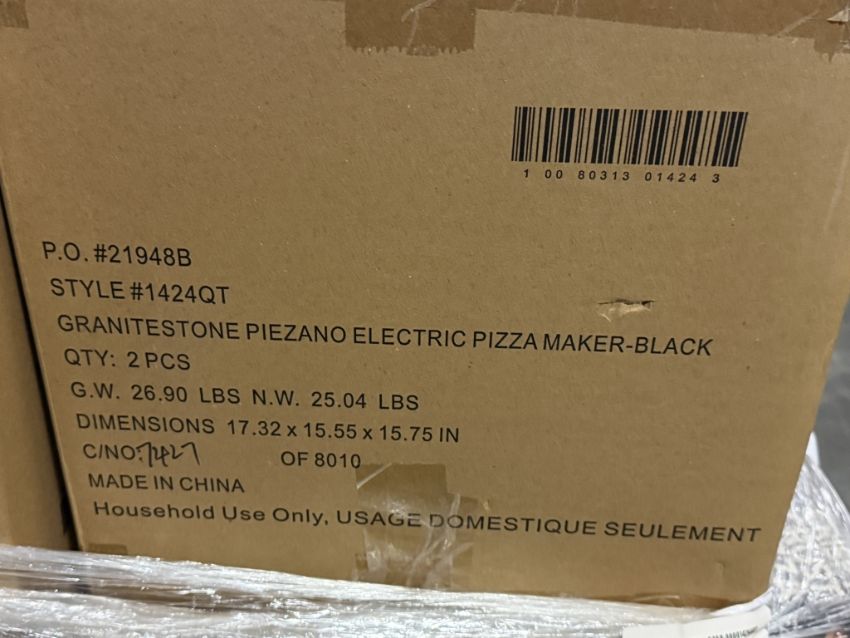 1 00 80313 01424 3
P.O. #21948B
STYLE #1424QT
GRANITESTONE PIEZANO ELECTRIC PIZZA MAKER-BLACK
QTY: 2 PCS
G.W. 26.90 LBS N.W. 25.04 LBS
DIMENSIONS 17.32 x 15.55 x 15.75 IN
C/NO: 7427 OF 8010
MADE IN CHINA
Household Use Only, USAGE DOMESTIQUE SEULEMENT